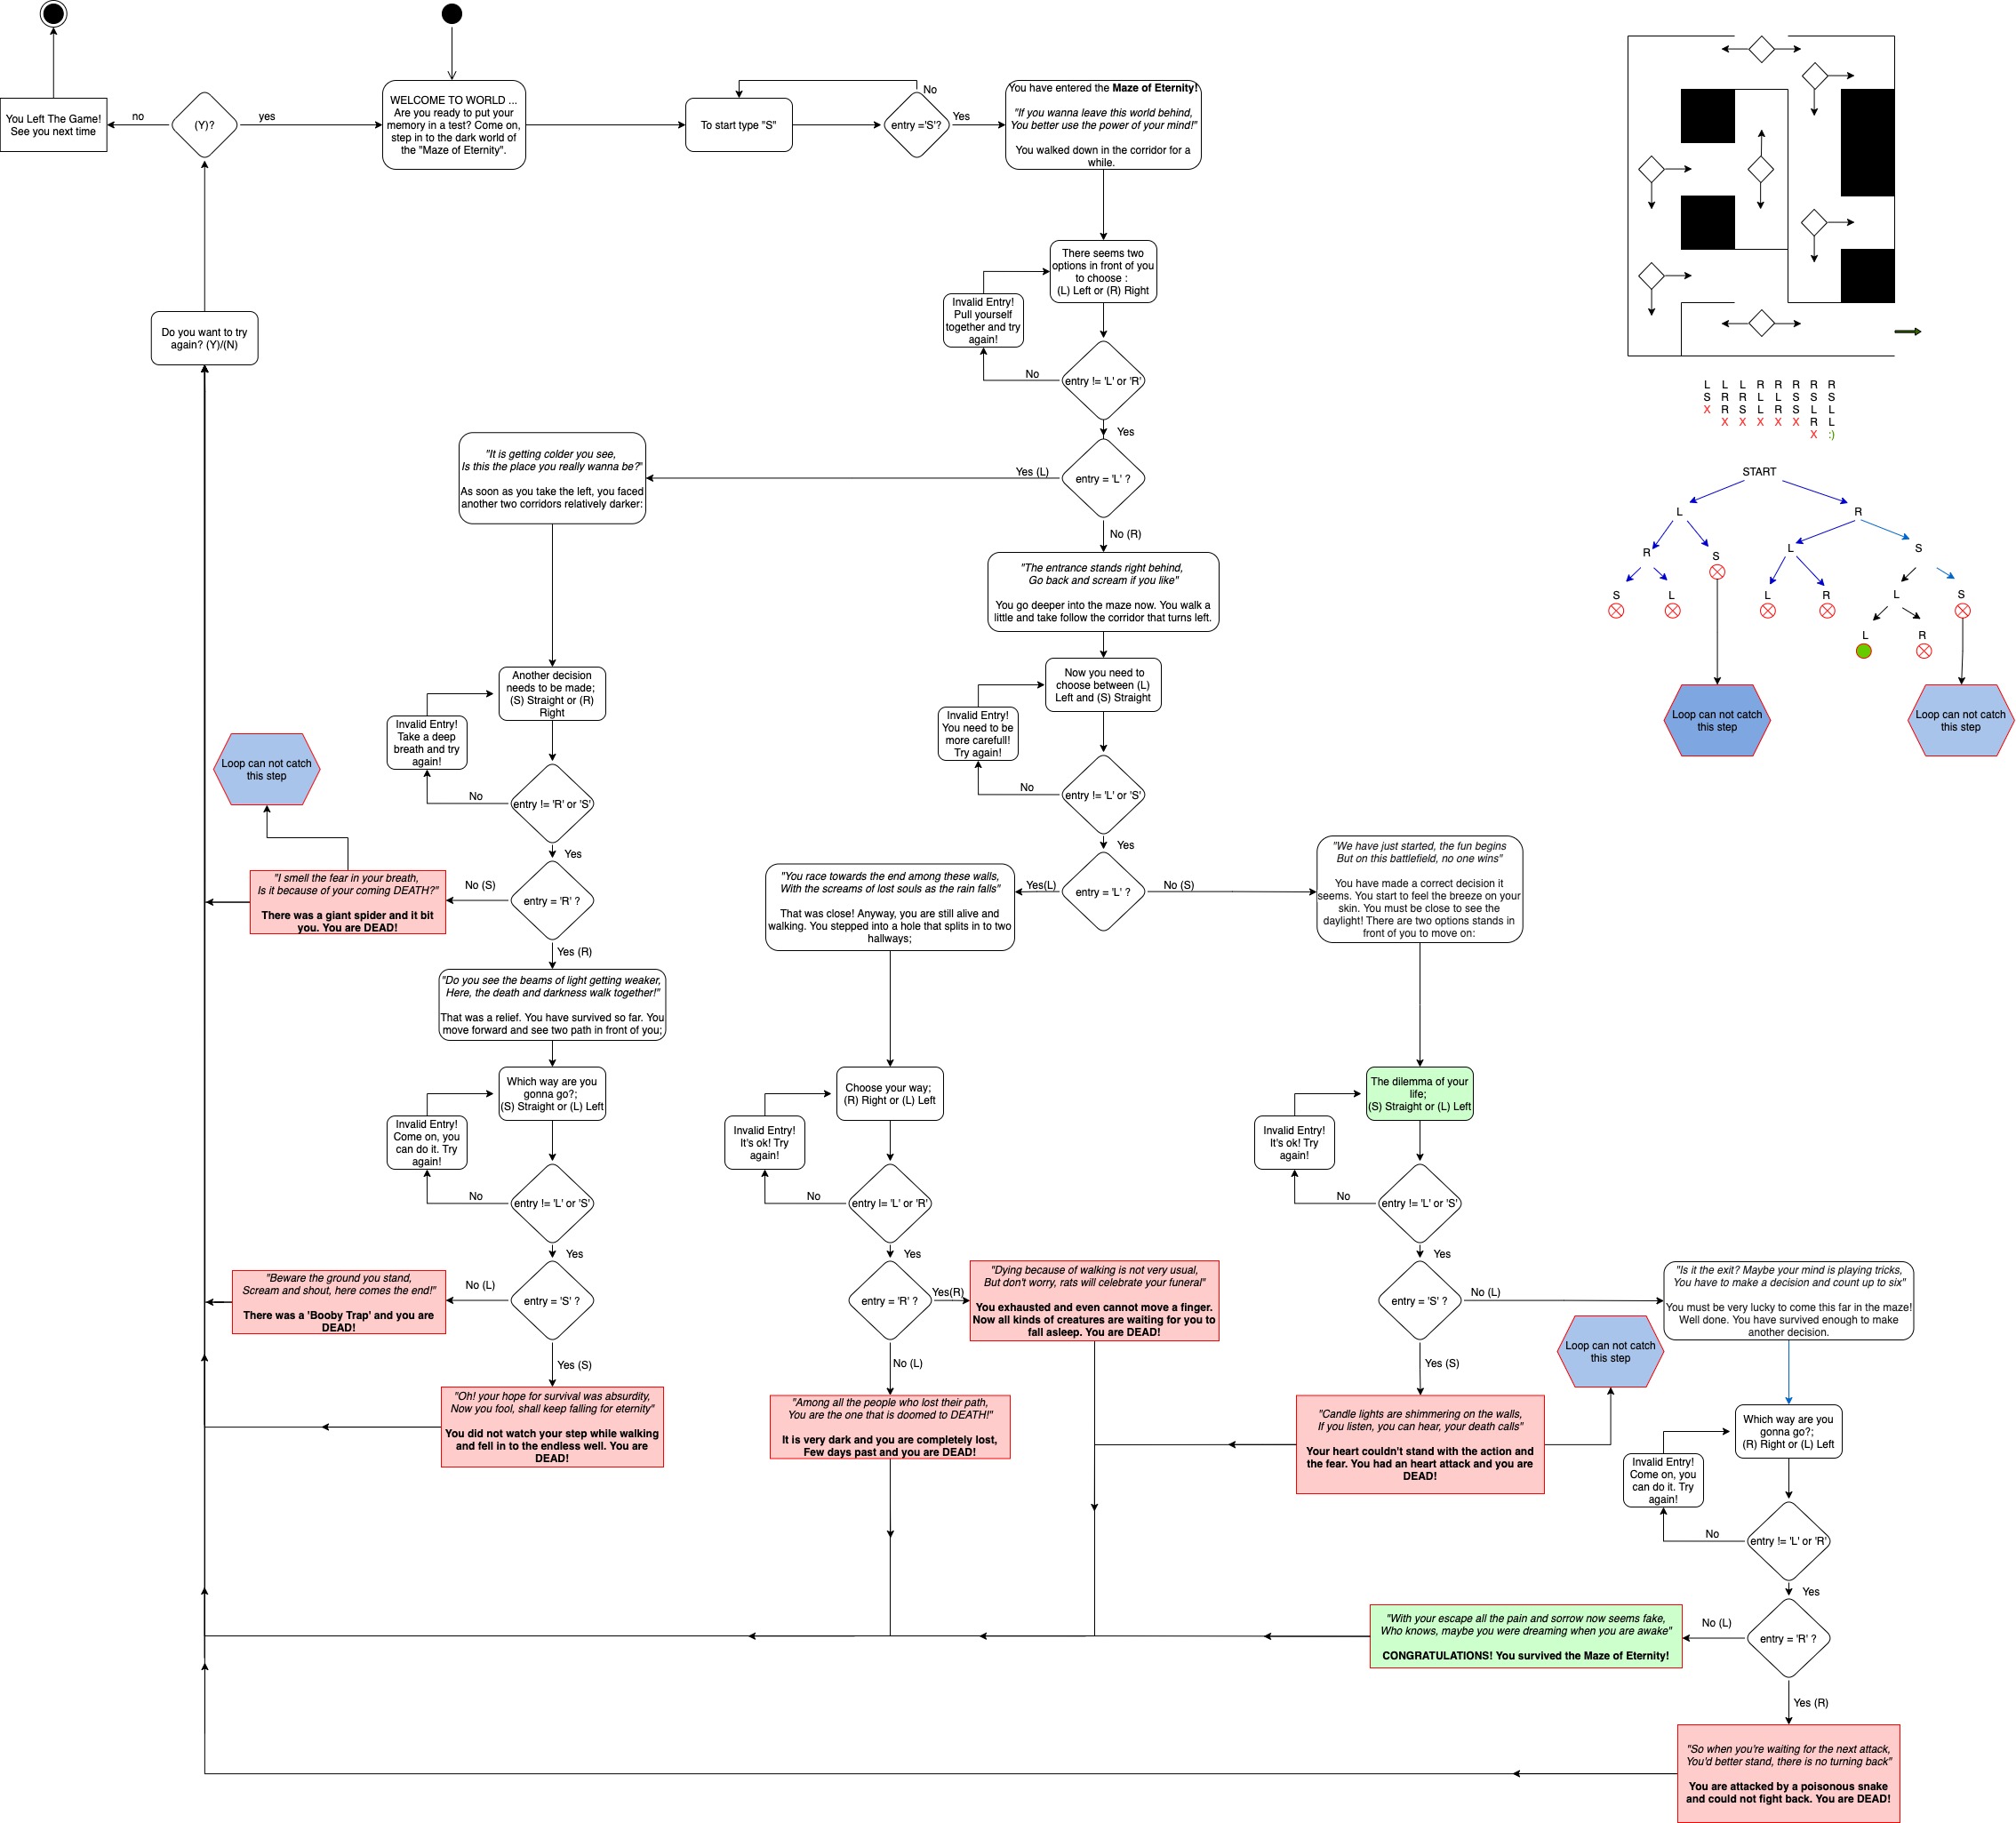 You Left The Game!
See you next time
no
(Y)?
yes
WELCOME TO WORLD ...
Are you ready to put your
memory in a test? Come on,
step in to the dark world of
the "Maze of Eternity".
To start type "S"
No
entry ='S'?
Yes
You have entered the Maze of Eternity!
"If you wanna leave this world behind,
You better use the power of your mind!"
You walked down in the corridor for a
while.
There seems two
options in front of you
to choose :
(L) Left or (R) Right
Invalid Entry!
Pull yourself
together and try
again!
No
entry != 'L' or 'R'
Yes
Do you want to try
again? (Y)/(N)
entry = 'L' ?
Yes (L)
No (R)
"It is getting colder you see,
Is this the place you really wanna be?"
As soon as you take the left, you faced
another two corridors relatively darker:
"The entrance stands right behind,
Go back and scream if you like"
You go deeper into the maze now. You walk a
little and take follow the corridor that turns left.
Another decision
needs to be made;
(S) Straight or (R)
Right
Invalid Entry!
Take a deep
breath and try
again!
No
entry != 'R' or 'S'
Yes
Loop can not catch
this step
"I smell the fear in your breath,
Is it because of your coming DEATH?"
There was a giant spider and it bit
you. You are DEAD!
No (S)
entry = 'R' ?
Yes (R)
"Do you see the beams of light getting weaker,
Here, the death and darkness walk together!"
That was a relief. You have survived so far. You
move forward and see two path in front of you;
Which way are you
gonna go?;
(S) Straight or (L) Left
Invalid Entry!
Come on, you
can do it. Try
again!
No
entry != 'L' or 'S'
Yes
"Beware the ground you stand,
Scream and shout, here comes the end!"
There was a 'Booby Trap' and you are
DEAD!
No (L)
entry = 'S' ?
Yes (S)
"Oh! your hope for survival was absurdity,
Now you fool, shall keep falling for eternity"
You did not watch your step while walking
and fell in to the endless well. You are
DEAD!
Now you need to
choose between (L)
Left and (S) Straight
Invalid Entry!
You need to be
more carefull!
Try again!
No
entry != 'L' or 'S'
Yes
entry = 'L' ?
Yes(L)
No (S)
"You race towards the end among these walls,
With the screams of lost souls as the rain falls"
That was close! Anyway, you are still alive and
walking. You stepped into a hole that splits in to two
hallways;
Choose your way;
(R) Right or (L) Left
Invalid Entry!
It's ok! Try
again!
No
entry != 'L' or 'R'
Yes
entry = 'R' ?
Yes(R)
No (L)
"Dying because of walking is not very usual,
But don't worry, rats will celebrate your funeral"
You exhausted and even cannot move a finger.
Now all kinds of creatures are waiting for you to
fall asleep. You are DEAD!
"Among all the people who lost their path,
You are the one that is doomed to DEATH!"
It is very dark and you are completely lost,
Few days past and you are DEAD!
"We have just started, the fun begins
But on this battlefield, no one wins"
You have made a correct decision it
seems. You start to feel the breeze on your
skin. You must be close to see the
daylight! There are two options stands in
front of you to move on:
The dilemma of your
life;
(S) Straight or (L) Left
Invalid Entry!
It's ok! Try
again!
No
entry != 'L' or 'S'
Yes
entry = 'S' ?
No (L)
Yes (S)
"Candle lights are shimmering on the walls,
If you listen, you can hear, your death calls"
Your heart couldn't stand with the action and
the fear. You had an heart attack and you are
DEAD!
Loop can not catch
this step
"Is it the exit? Maybe your mind is playing tricks,
You have to make a decision and count up to six"
You must be very lucky to come this far in the maze!
Well done. You have survived enough to make
another decision.
Which way are you
gonna go?;
(R) Right or (L) Left
Invalid Entry!
Come on, you
can do it. Try
again!
No
entry != 'L' or 'R'
Yes
entry = 'R' ?
No (L)
Yes (R)
"With your escape all the pain and sorrow now seems fake,
Who knows, maybe you were dreaming when you are awake"
CONGRATULATIONS! You survived the Maze of Eternity!
"So when you're waiting for the next attack,
You'd better stand, there is no turning back"
You are attacked by a poisonous snake
and could not fight back. You are DEAD!
L L L R R R R R
S R R L L S S S
X R S L R S L L
X X X X X R L
X :)
START
L R
R S L S
S L L R L S
L R
Loop can not catch
this step
Loop can not catch
this step